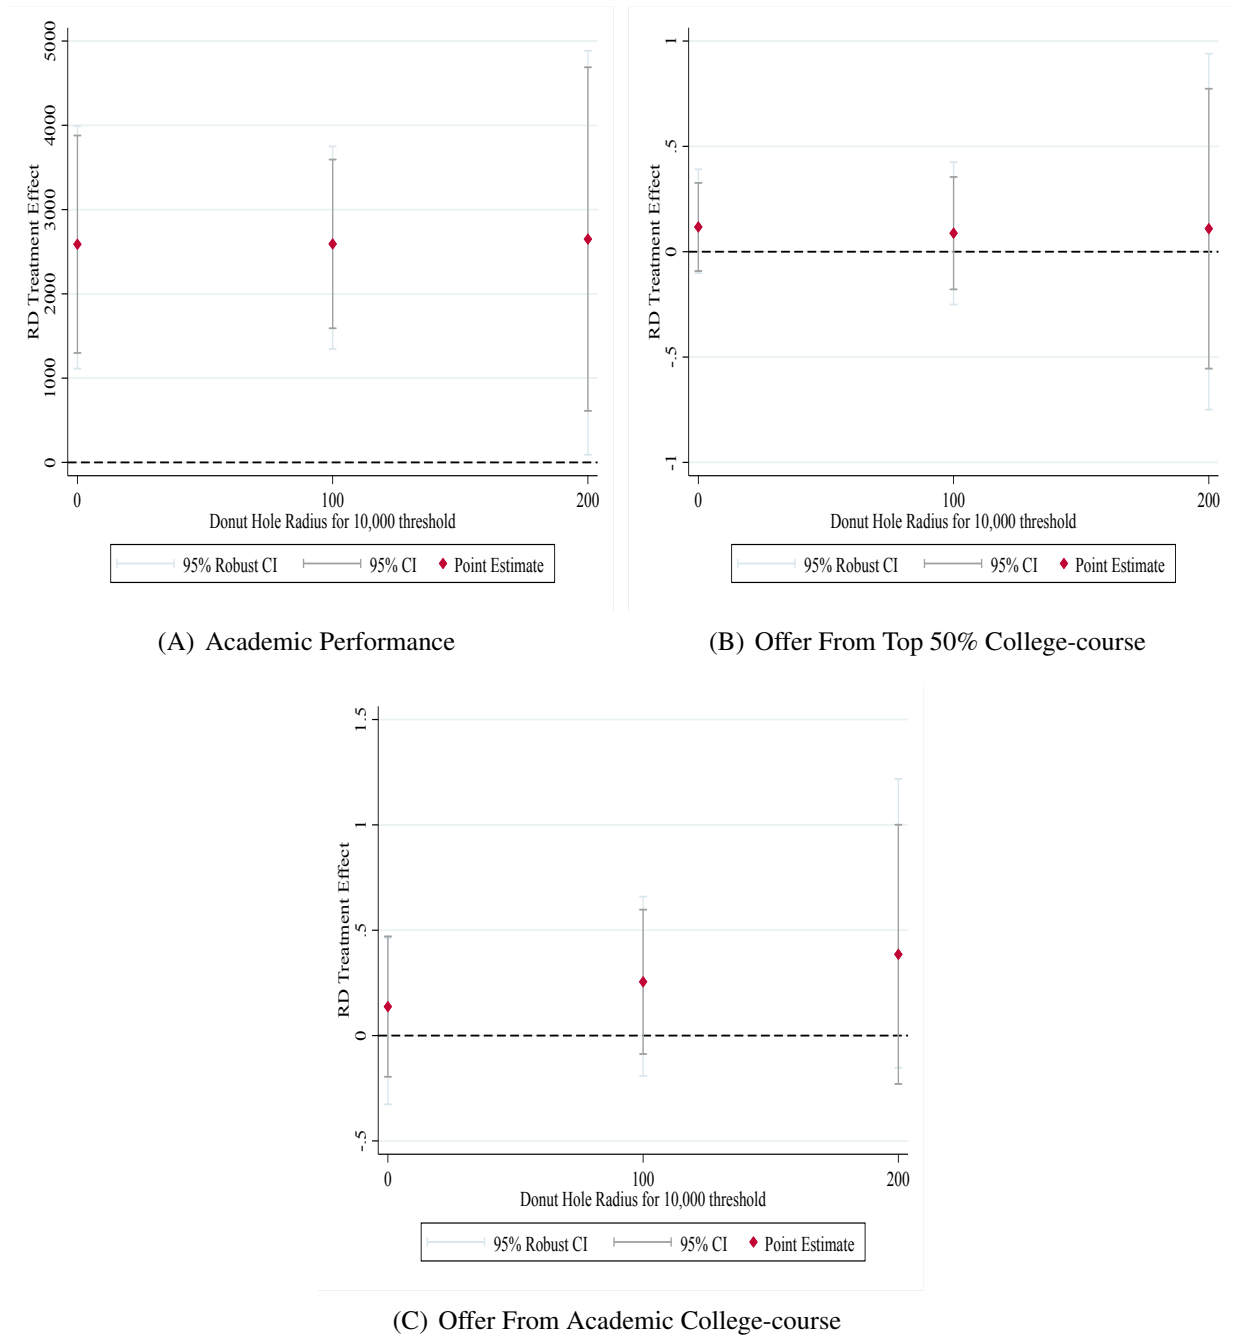 RD Treatment Effect
5000
4000
3000
2000
1000
0
0 100 200
Donut Hole Radius for 10,000 threshold
95% Robust CI 95% CI Point Estimate
(A) Academic Performance
RD Treatment Effect
1
.5
0
-.5
-1
0 100 200
Donut Hole Radius for 10,000 threshold
95% Robust CI 95% CI Point Estimate
(B) Offer From Top 50% College-course
RD Treatment Effect
1.5
1
.5
0
-.5
0 100 200
Donut Hole Radius for 10,000 threshold
95% Robust CI 95% CI Point Estimate
(C) Offer From Academic College-course